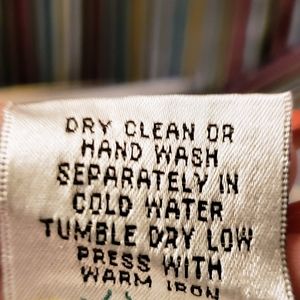 DRY CLEAN OR
HAND WASH
SEPARATELY IN
COLD WATER
TUMBLE DRY LOW
PRESS WITH
WARM IRON